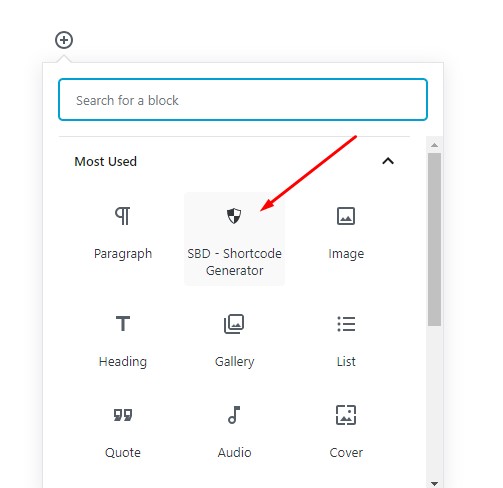 Search for a block
Most Used
Paragraph
SBD - Shortcode
Generator
Image
Heading
Gallery
List
Quote
Audio
Cover